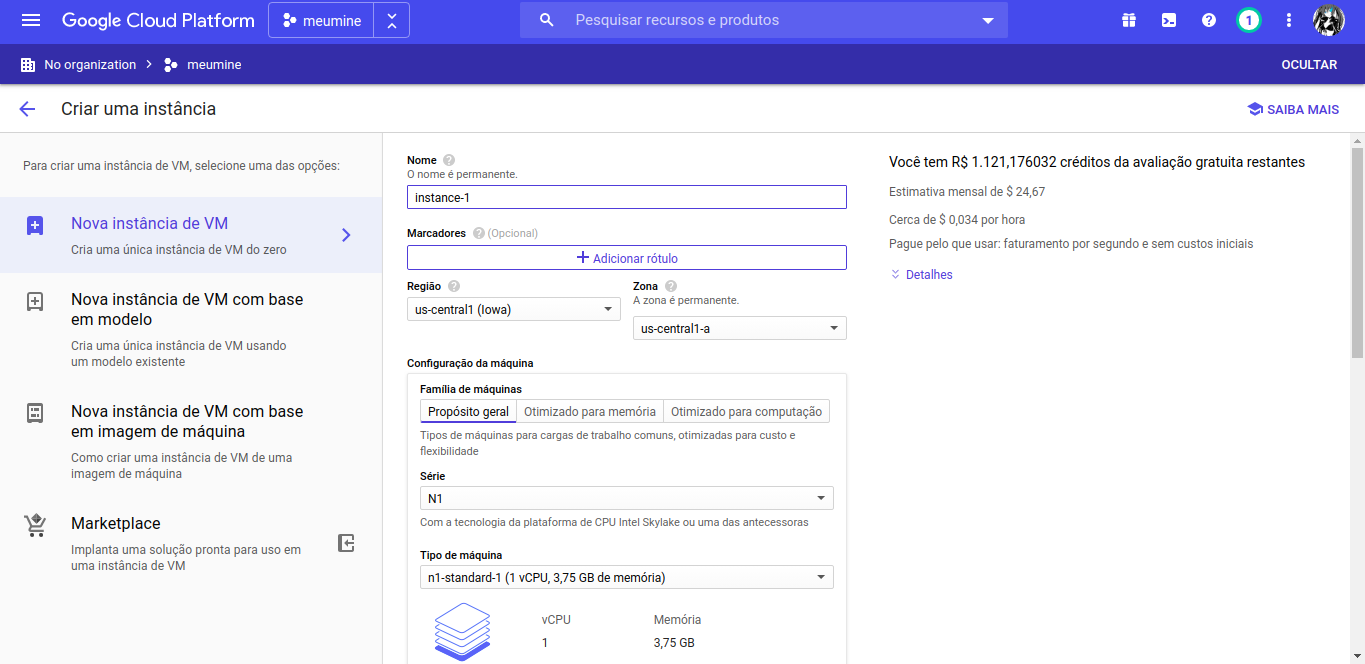 Google Cloud Platform
meumine
Pesquisar recursos e produtos
1
No organization
meumine
OCULTAR
Criar uma instância
SAIBA MAIS
Para criar uma instância de VM, selecione uma das opções:
Nova instância de VM
Cria uma única instância de VM do zero
Nova instância de VM com base
em modelo
Cria uma única instância de VM usando
um modelo existente
Nova instância de VM com base
em imagem de máquina
Como criar uma instância de VM de uma
imagem de máquina
Marketplace
Implanta uma solução pronta para uso em
uma instância de VM
Nome
O nome é permanente.
instance-1
Marcadores (Opcional)
Adicionar rótulo
Região
us-central1 (Iowa)
Zona
A zona é permanente.
us-central1-a
Configuração da máquina
Família de máquinas
Propósito geral Otimizado para memória Otimizado para computação
Tipos de máquinas para cargas de trabalho comuns, otimizadas para custo e
flexibilidade
Série
N1
Com a tecnologia da plataforma de CPU Intel Skylake ou uma das antecessoras
Tipo de máquina
n1-standard-1 (1 vCPU, 3,75 GB de memória)
vCPU Memória
1 3,75 GB
Você tem R$ 1.121,176032 créditos da avaliação gratuita restantes
Estimativa mensal de $ 24,67
Cerca de $ 0,034 por hora
Pague pelo que usar: faturamento por segundo e sem custos iniciais
Detalhes